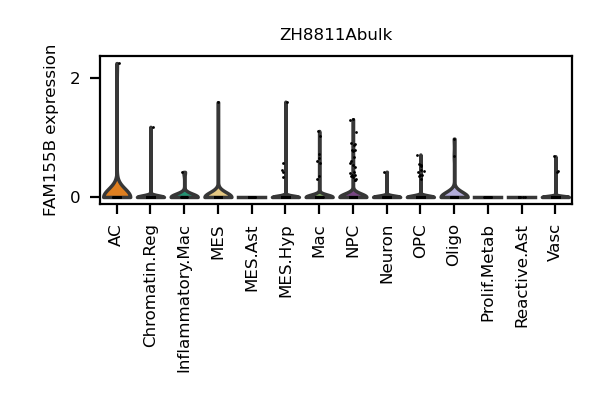 ZH8811Abulk
FAM155B expression
2
0
AC
Chromatin.Reg
Inflammatory.Mac
MES
MES.Ast
MES.Hyp
Mac
NPC
Neuron
OPC
Oligo
Prolif.Metab
Reactive.Ast
Vasc